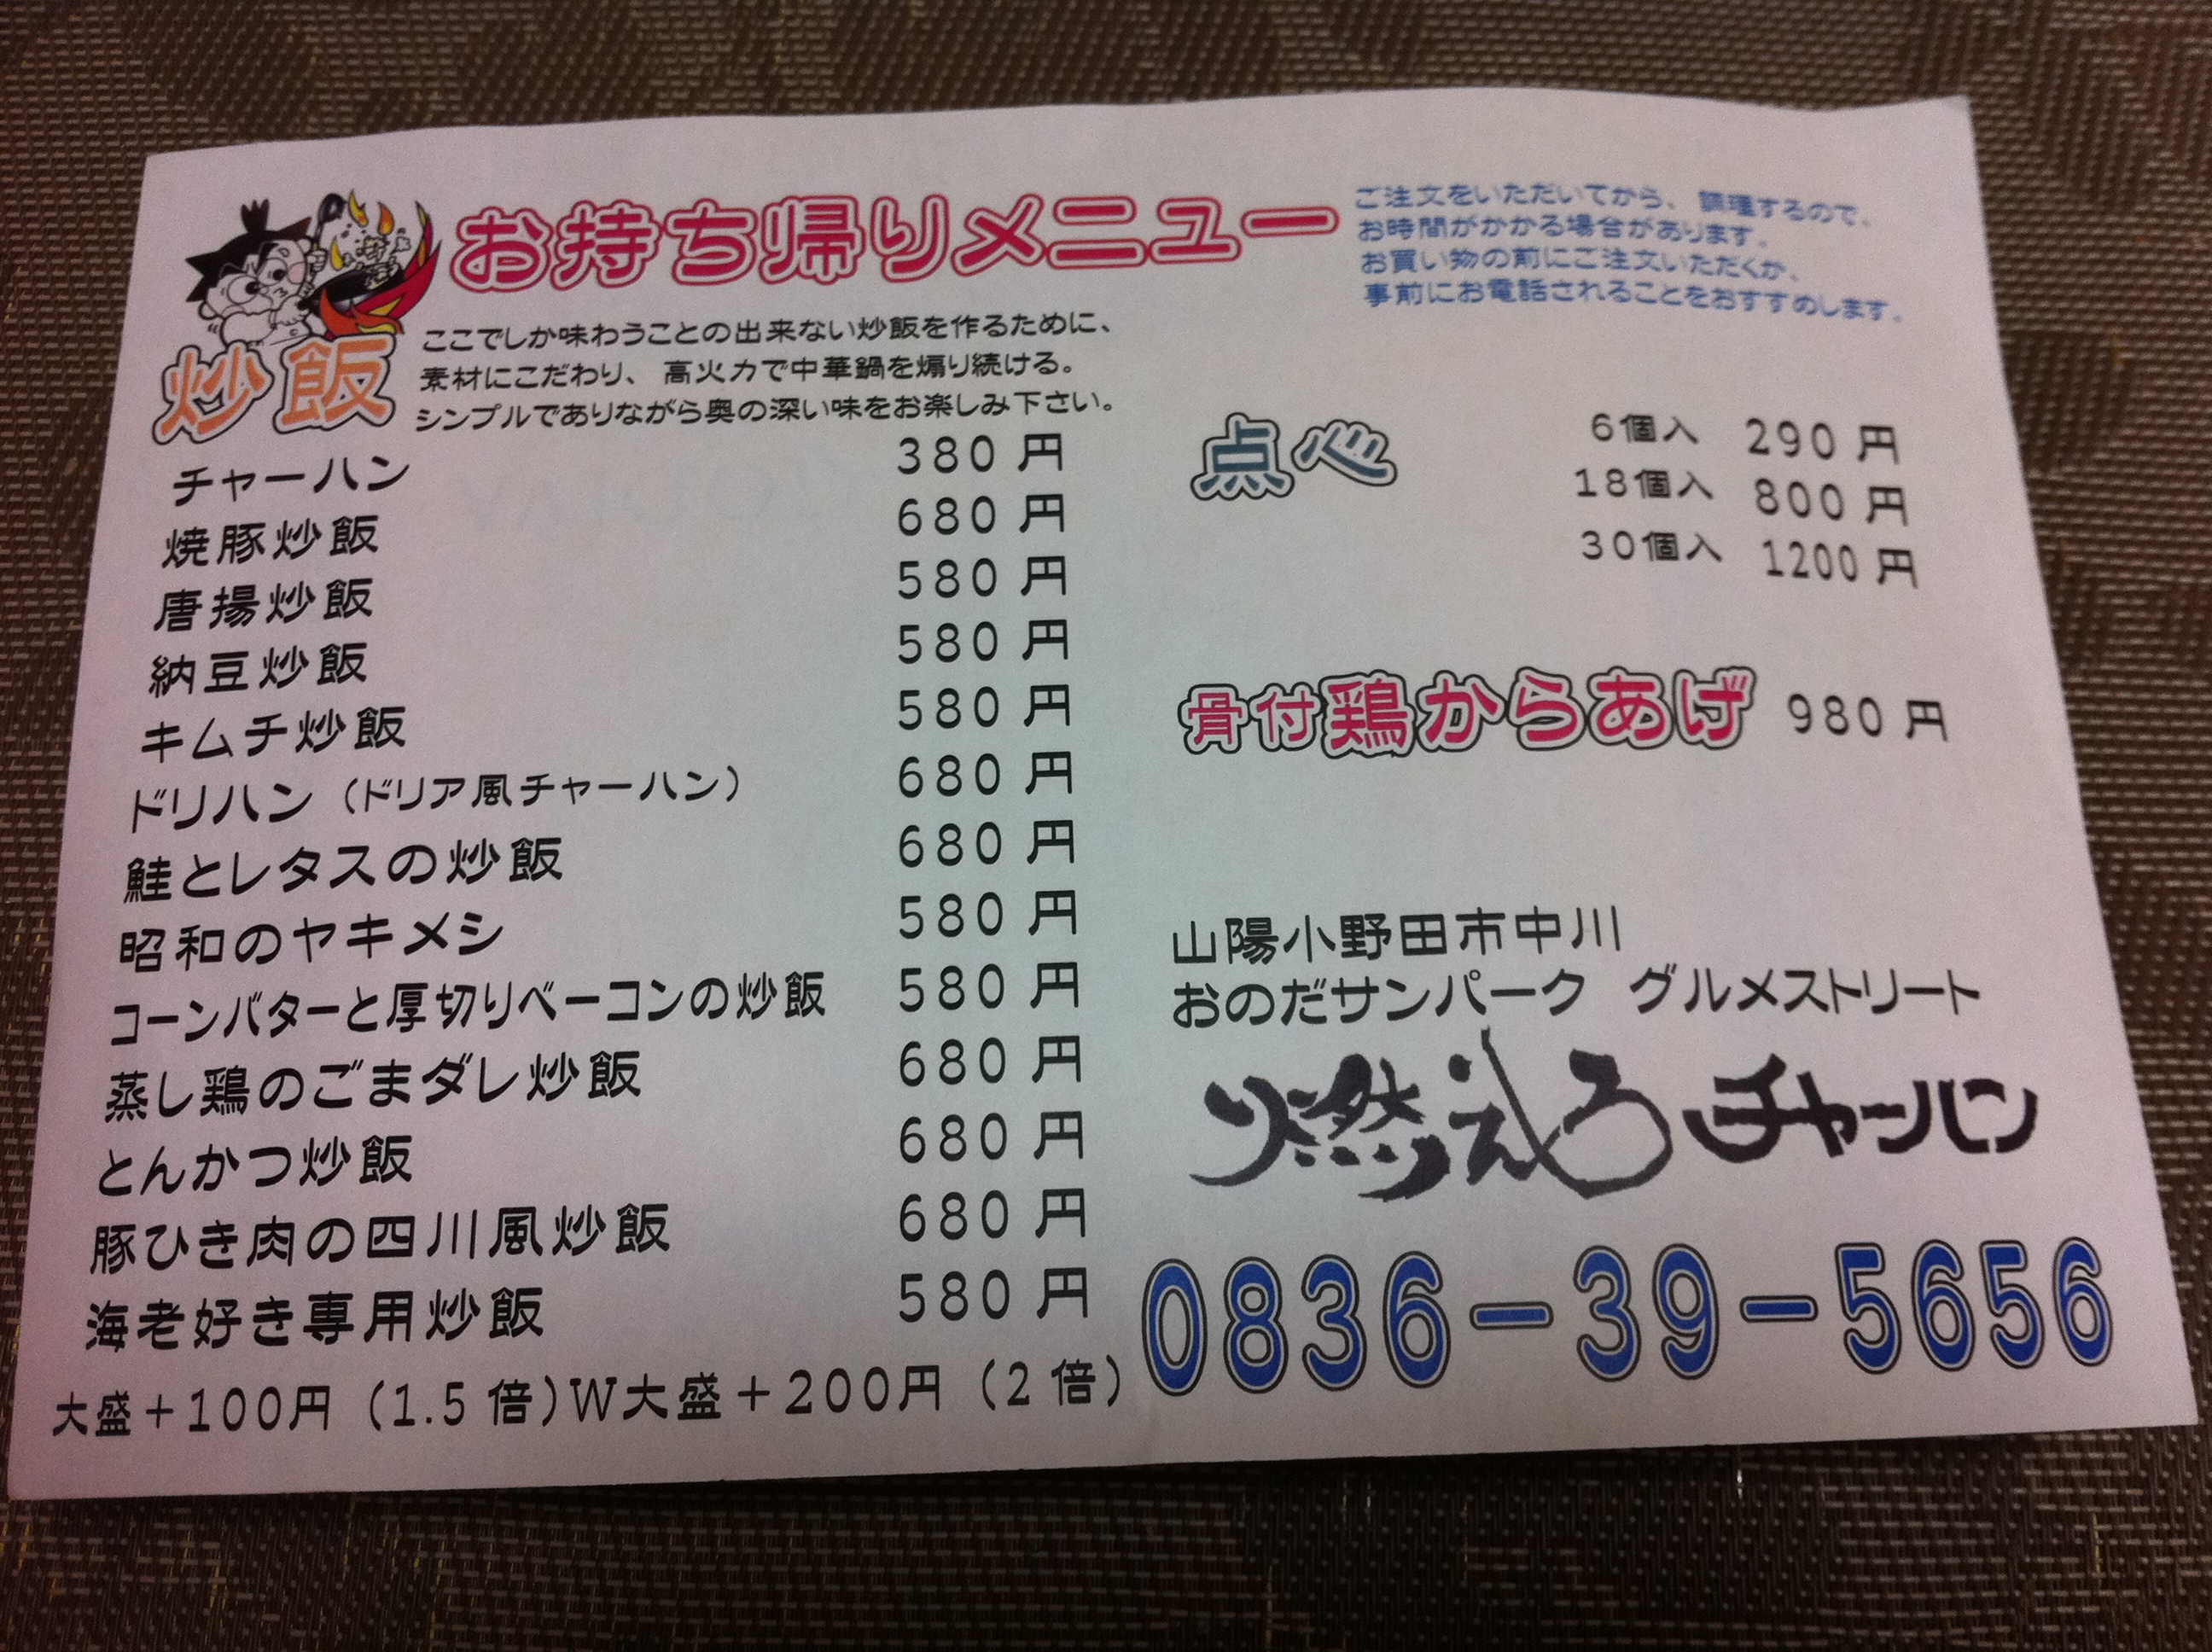 お持ち帰りメニュー
ご注文をいただいてから、調理するので、
お時間がかかる場合があります。
お買い物の前にご注文いただくか、
事前にお電話されることをおすすめします。
炒飯
ここでしか味わうことの出来ない炒飯を作るために、
素材にこだわり、高火力で中華鍋を煽り続ける。
シンプルでありながら奥の深い味をお楽しみ下さい。
チャーハン 380円
焼豚炒飯 680円
唐揚炒飯 580円
納豆炒飯 580円
キムチ炒飯 580円
ドリハン（ドリア風チャーハン） 680円
鮭とレタスの炒飯 680円
昭和のヤキメシ 580円
コーンバターと厚切りベーコンの炒飯 580円
蒸し鶏のごまダレ炒飯 680円
とんかつ炒飯 680円
豚ひき肉の四川風炒飯 680円
海老好き専用炒飯 580円
大盛＋100円（1.5倍）W大盛＋200円（2倍）
点心 6個入 290円
18個入 800円
30個入 1200円
骨付鶏からあげ 980円
山陽小野田市中川
おのだサンパーク グルメストリート
燃えろチャーハン
0836-39-5656